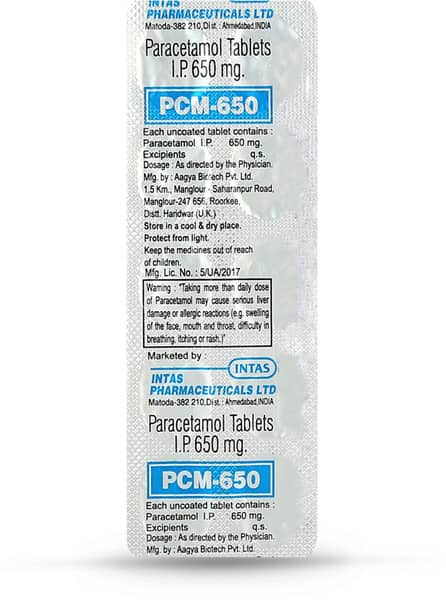 INTAS
PHARMACEUTICALS LTD
Matoda-382 210,Dist.: Ahmedabad,INDIA
Paracetamol Tablets
I.P. 650 mg.
PCM-650
Each uncoated tablet contains :
Paracetamol I.P. 650 mg.
Excipients q.s.
Dosage : As directed by the Physician.
Mfg. by : Aagya Biotech Pvt. Ltd.
1.5 Km., Manglour - Saharanpur Road,
Manglour-247 656, Roorkee,
Distt. Haridwar (U.K.)
Store in a cool & dry place.
Protect from light.
Keep the medicines out of reach
of children.
Mfg. Lic. No. : 5/UA/2017
Warning : "Taking more than daily dose
of Paracetamol may cause serious liver
damage or allergic reactions (e.g. swelling
of the face, mouth and throat, difficulty in
breathing, itching or rash.)"
Marketed by :
INTAS
INTAS
PHARMACEUTICALS LTD
Matoda-382 210,Dist.: Ahmedabad,INDIA
Paracetamol Tablets
I.P. 650 mg.
PCM-650
Each uncoated tablet contains :
Paracetamol I.P. 650 mg.
Excipients q.s.
Dosage : As directed by the Physician.
Mfg. by : Aagya Biotech Pvt. Ltd.